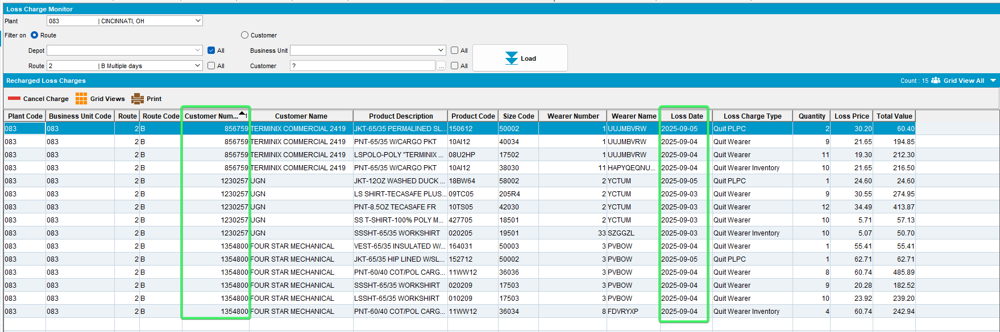 Loss Charge Monitor
Plant 083 | CINCINNATI, OH
Filter on Route Customer
Depot All Business Unit All
Load
Route 2 | B Multiple days All Customer ? ... All
Recharged Loss Charges Count : 15 Grid View All
Cancel Charge Grid Views Print
Plant Code Business Unit Code Route Route Code Customer Num... 1 Customer Name Product Description Product Code Size Code Wearer Number Wearer Name Loss Date Loss Charge Type Quantity Loss Price Total Value
083 083 2 B 856759 TERMINIX COMMERCIAL 2419 JKT-65/35 PERMALINED SL... 150612 50002 1 UUJMBVRW 2025-09-05 Quit PLPC 2 30.20 60.40
083 083 2 B 856759 TERMINIX COMMERCIAL 2419 PNT-65/35 W/CARGO PKT 10AI12 40034 1 UUJMBVRW 2025-09-04 Quit Wearer 9 21.65 194.85
083 083 2 B 856759 TERMINIX COMMERCIAL 2419 LSPOLO-POLY "TERMINIX ... 08U2HP 17502 1 UUJMBVRW 2025-09-04 Quit Wearer 11 19.30 212.30
083 083 2 B 856759 TERMINIX COMMERCIAL 2419 PNT-65/35 W/CARGO PKT 10AI12 38030 11 HAPYQEQNU... 2025-09-04 Quit Wearer Inventory 10 21.65 216.50
083 083 2 B 1230257 UGN JKT-12OZ WASHED DUCK ... 18BW64 58002 2 YCTUM 2025-09-05 Quit PLPC 1 24.60 24.60
083 083 2 B 1230257 UGN LS SHIRT-TECASAFE PLUS... 09TC05 205R4 2 YCTUM 2025-09-03 Quit Wearer 9 30.55 274.95
083 083 2 B 1230257 UGN PNT-8.5OZ TECASAFE FR 10TS05 42030 2 YCTUM 2025-09-03 Quit Wearer 12 34.49 413.87
083 083 2 B 1230257 UGN SS T-SHIRT-100% POLY M... 427705 18501 2 YCTUM 2025-09-03 Quit Wearer 10 5.71 57.13
083 083 2 B 1230257 UGN SSSHT-65/35 WORKSHIRT 020205 19501 33 SZGGZL 2025-09-03 Quit Wearer Inventory 10 5.07 50.70
083 083 2 B 1354800 FOUR STAR MECHANICAL VEST-65/35 INSULATED W/... 164031 50003 3 PVBOW 2025-09-04 Quit Wearer 1 55.41 55.41
083 083 2 B 1354800 FOUR STAR MECHANICAL JKT-65/35 HIP LINED W/SL... 152712 50002 3 PVBOW 2025-09-04 Quit PLPC 1 62.71 62.71
083 083 2 B 1354800 FOUR STAR MECHANICAL PNT-60/40 COT/POL CARG... 11WW12 36036 3 PVBOW 2025-09-04 Quit Wearer 8 60.74 485.89
083 083 2 B 1354800 FOUR STAR MECHANICAL SSSHT-65/35 WORKSHIRT 020209 17503 3 PVBOW 2025-09-04 Quit Wearer 9 20.28 182.52
083 083 2 B 1354800 FOUR STAR MECHANICAL LSSHT-65/35 WORKSHIRT 010209 17503 3 PVBOW 2025-09-04 Quit Wearer 10 23.92 239.20
083 083 2 B 1354800 FOUR STAR MECHANICAL PNT-60/40 COT/POL CARG... 11WW12 36034 8 FDVRYXP 2025-09-04 Quit Wearer Inventory 4 60.74 242.94